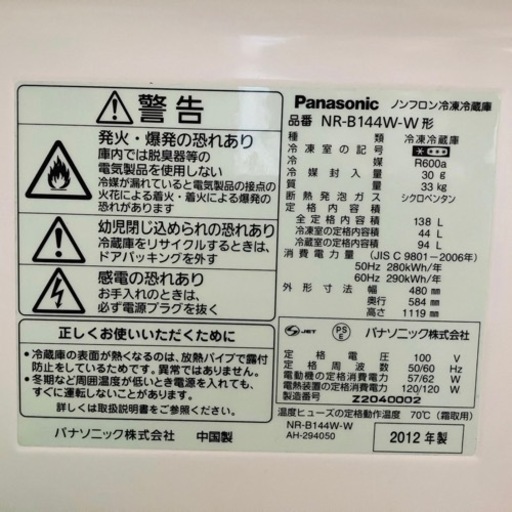 警告
発火・爆発の恐れあり
庫内では脱臭器等の
電気製品を使用しない
冷媒が漏れていると電気製品の接点の
火花による着火・着火による爆発の
恐れがあります
幼児閉じ込められの恐れあり
冷蔵庫をリサイクルするときは、
ドアパッキングを外す
感電の恐れあり
お手入れのときは、
必ず電源プラグを抜く
正しくお使いいただくために
•冷蔵庫の表面が熱くなるのは、放熱パイプで露付
防止をしているためです。異常ではありません。
•冬期など周囲温度が低いとき電源を入れても、
すぐに運転しないことがあります。
詳しくは取扱説明書をご覧ください。
パナソニック株式会社 中国製
Panasonic ノンフロン冷凍冷蔵庫
品番 NR-B144W-W 形
種類 冷凍冷蔵庫
冷凍室の記号
冷媒 R600a
冷媒封入量 30 g
質量 33 kg
断熱発泡ガス シクロペンタン
定格内容積
全定格内容積 138 L
冷凍室の定格内容積 44 L
冷蔵室の定格内容積 94 L
消費電力量 (JIS C 9801-2006年)
50Hz 280kWh/年
60Hz 290kWh/年
外形寸法 幅 480 mm
奥行 584 mm
高さ 1119 mm
JET PS E パナソニック株式会社
定格電圧 100 V
定格周波数 50/60 Hz
電動機の定格消費電力 57/62 W
電熱装置の定格消費電力 120/120 W
製造番号 Z2040002
温度ヒューズの定格動作温度 70℃ (霜取用)
NR-B144W-W
AH-294050
2012 年製